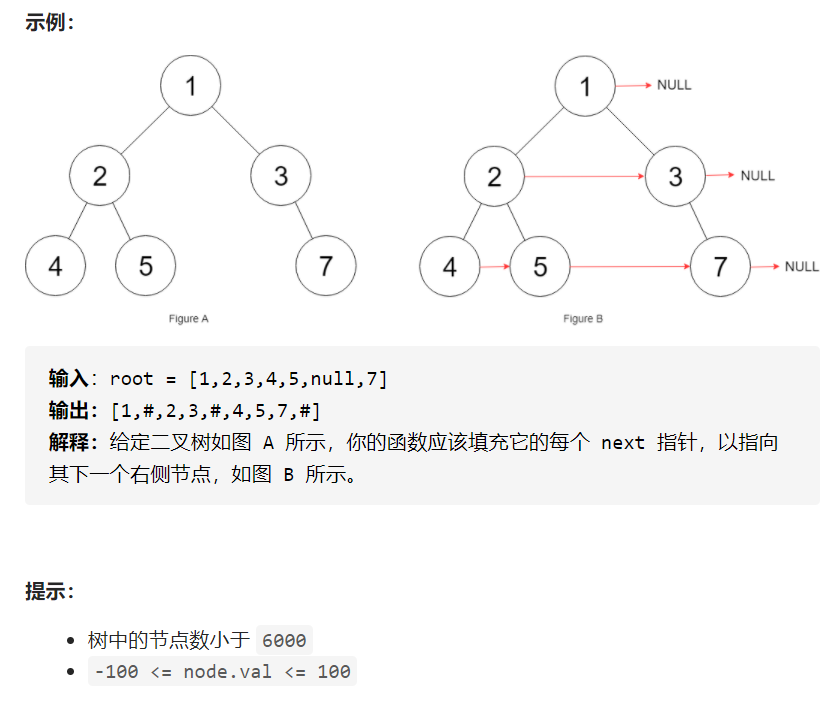 示例：
1
2 3
4 5 7
Figure A
1 NULL
2 3 NULL
4 5 7 NULL
Figure B
输入：root = [1,2,3,4,5,null,7]
输出：[1,#,2,3,#,4,5,7,#]
解释：给定二叉树如图 A 所示，你的函数应该填充它的每个 next 指针，以指向
其下一个右侧节点，如图 B 所示。
提示：
树中的节点数小于 6000
-100 <= node.val <= 100